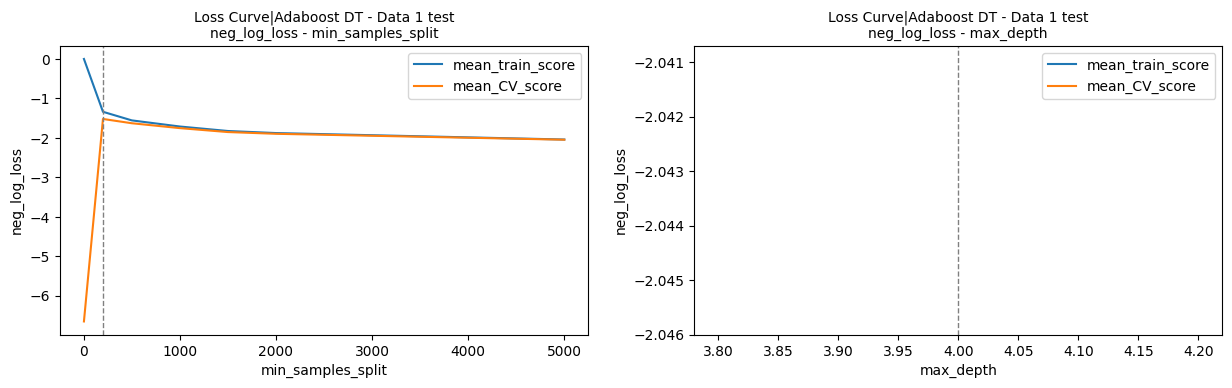 Loss Curve|Adaboost DT - Data 1 test
neg_log_loss - min_samples_split
mean_train_score
mean_CV_score
0
−1
−2
−3
−4
−5
−6
neg_log_loss
0 1000 2000 3000 4000 5000
min_samples_split
Loss Curve|Adaboost DT - Data 1 test
neg_log_loss - max_depth
mean_train_score
mean_CV_score
−2.041
−2.042
−2.043
−2.044
−2.045
−2.046
neg_log_loss
3.80 3.85 3.90 3.95 4.00 4.05 4.10 4.15 4.20
max_depth